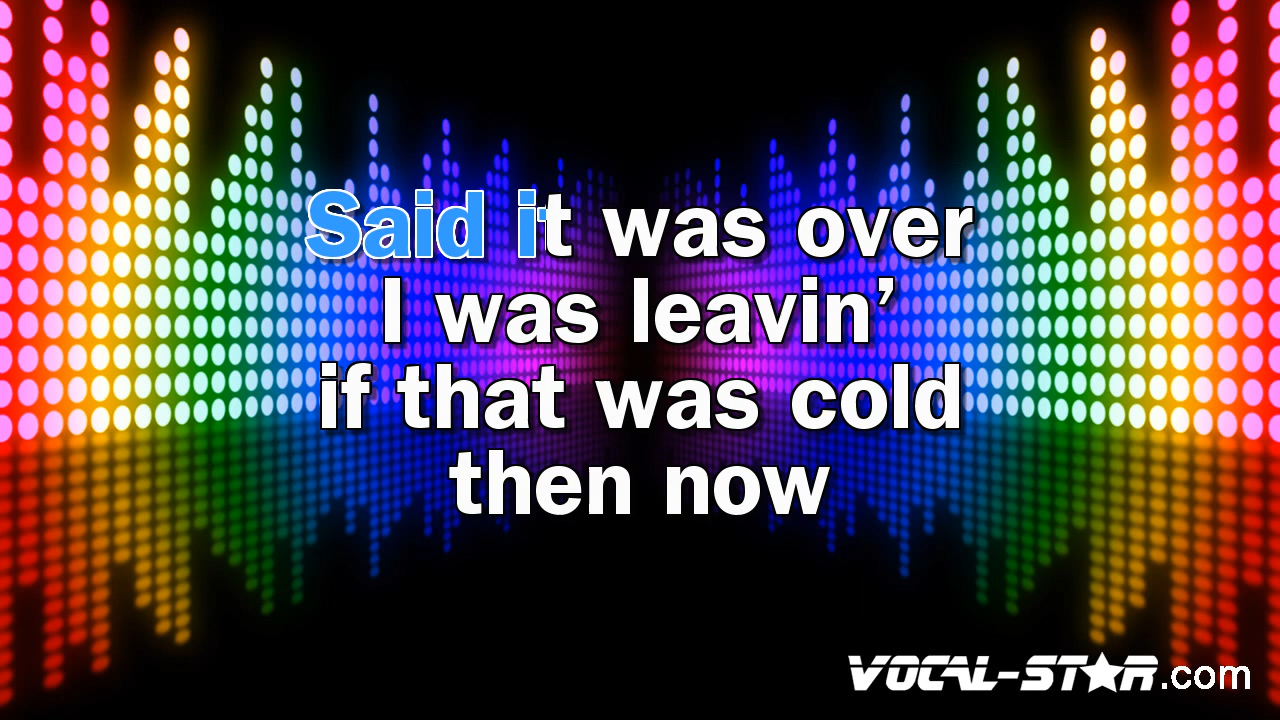 Said it was over
I was leavin’
if that was cold
then now
VOCAL-STAR.com